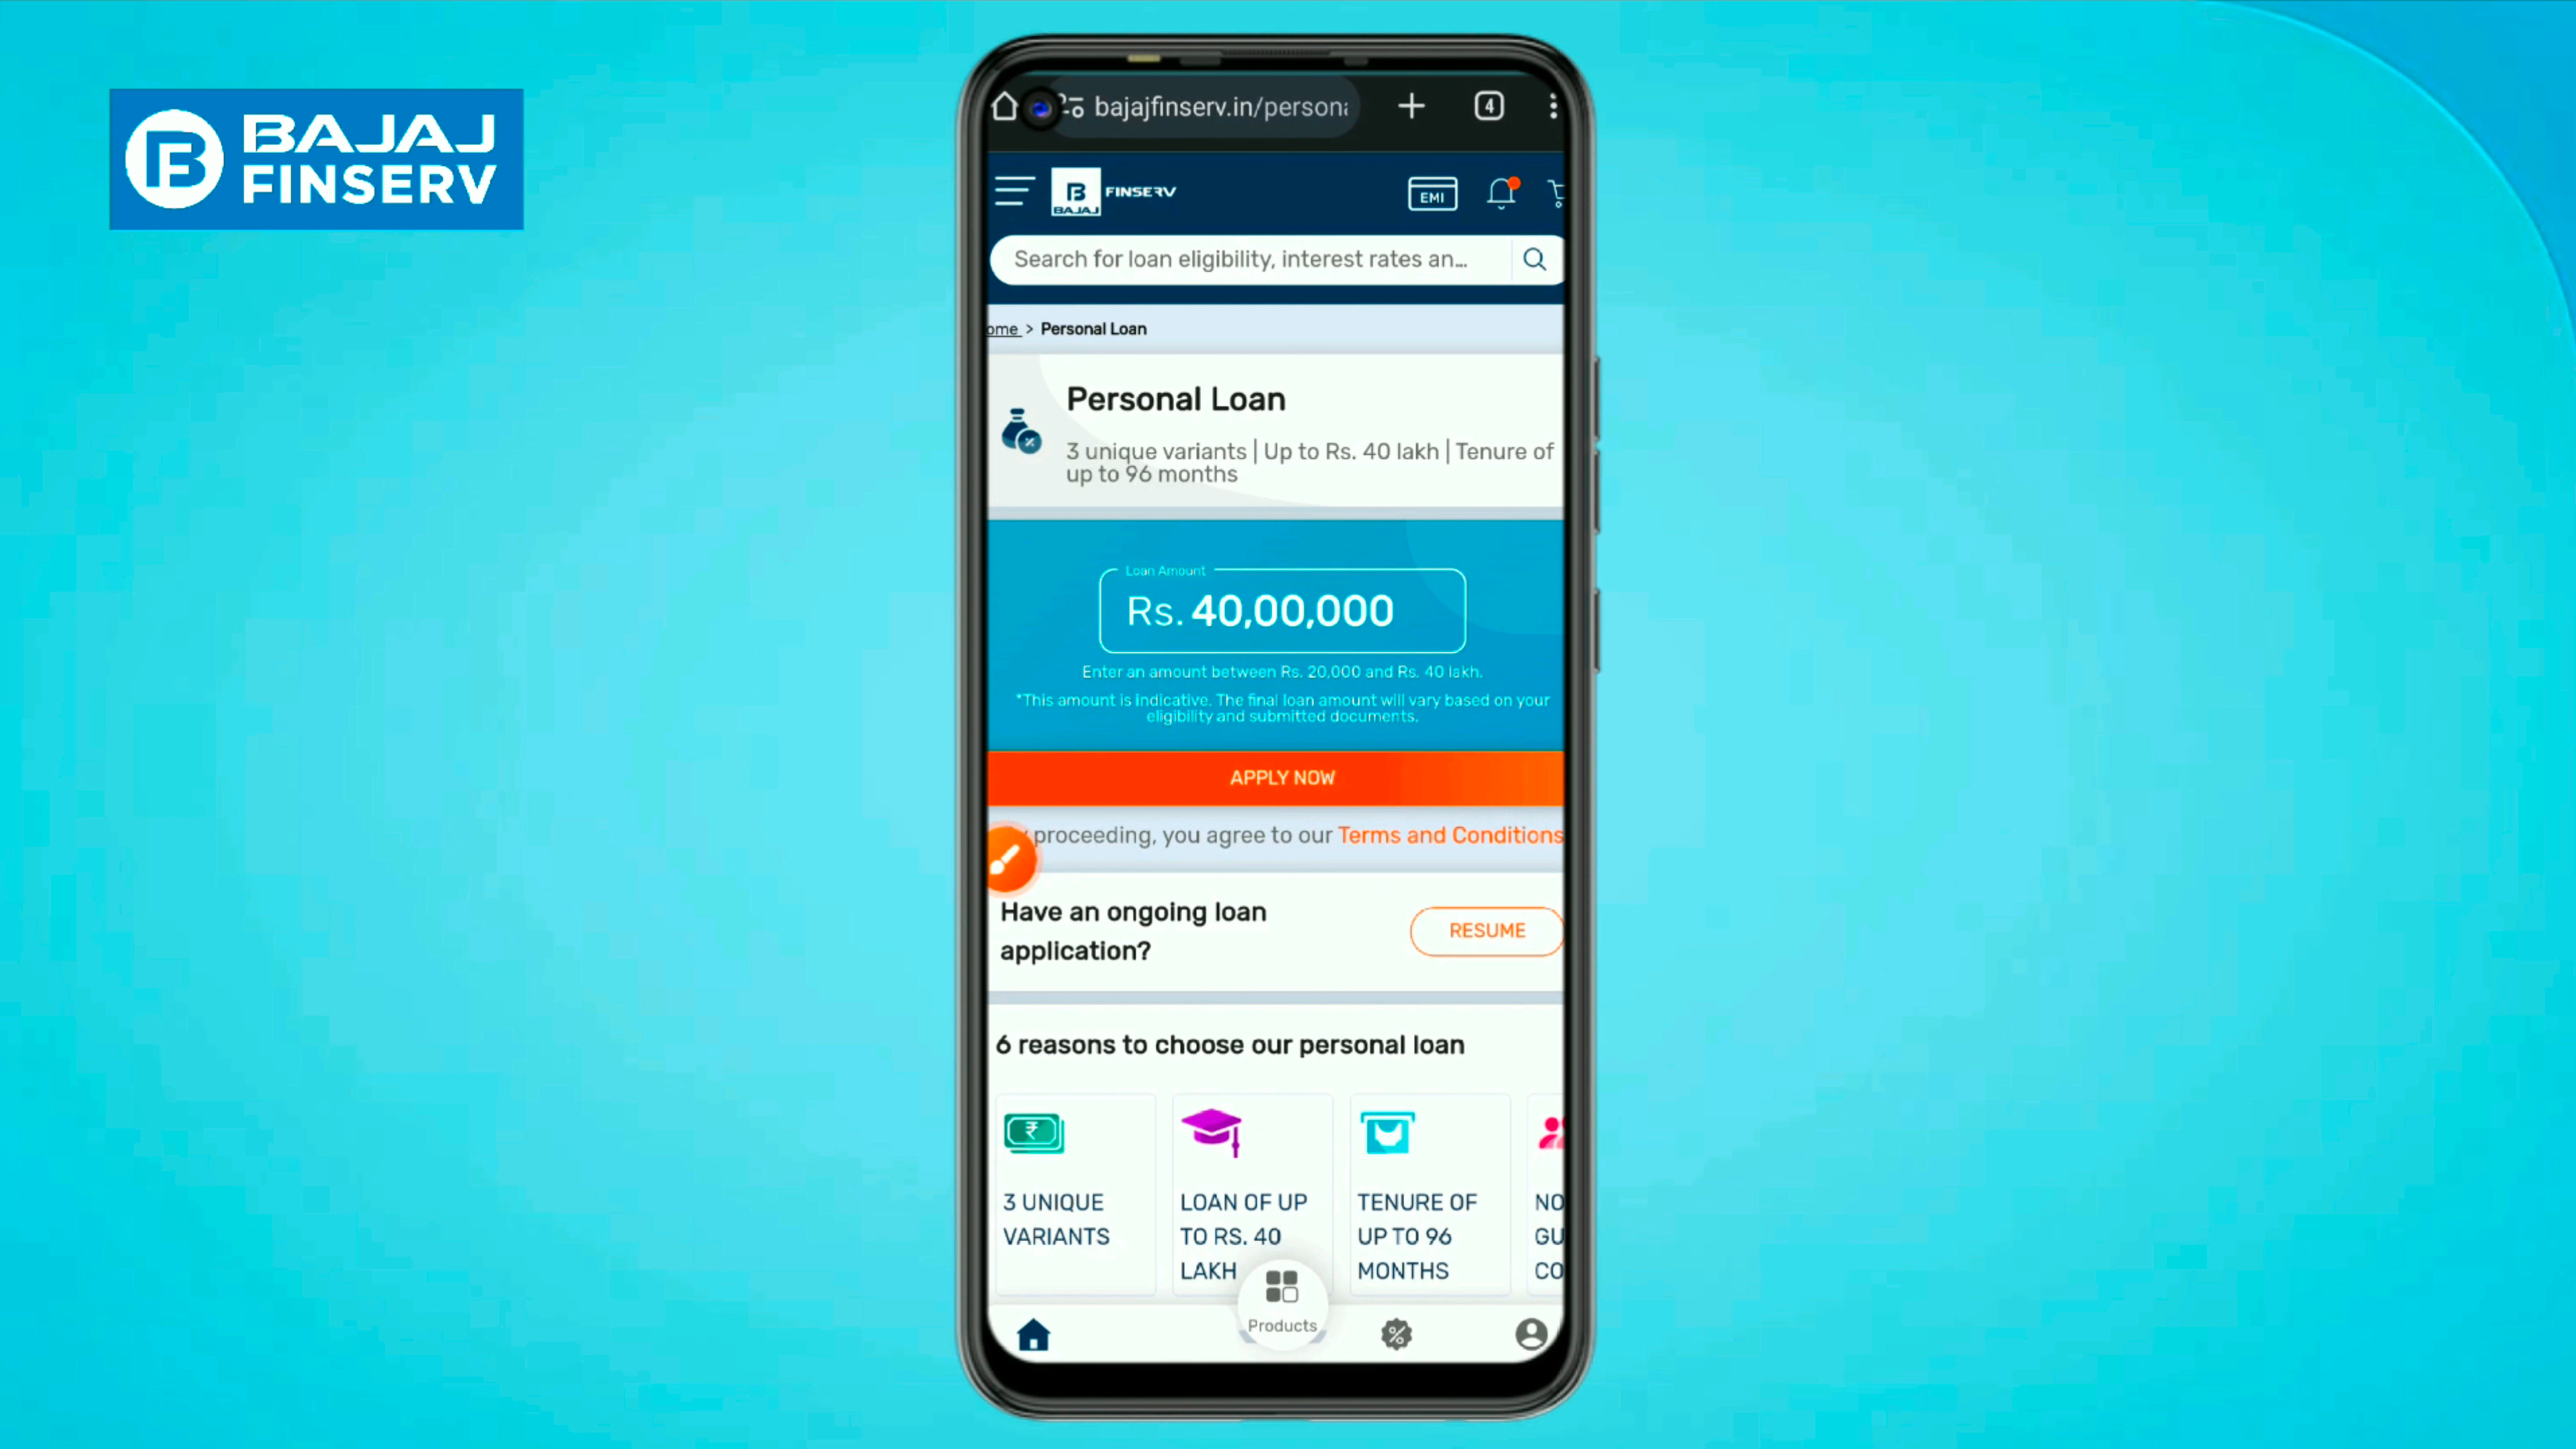 BAJAJ
FINSERV
bajajfinserv.in/persona
4
BAJAJ
FINSERV
EMI
Search for loan eligibility, interest rates an...
ome > Personal Loan
Personal Loan
3 unique variants | Up to Rs. 40 lakh | Tenure of
up to 96 months
Loan Amount
Rs. 40,00,000
Enter an amount between Rs. 20,000 and Rs. 40 lakh.
*This amount is indicative. The final loan amount will vary based on your
eligibility and submitted documents.
APPLY NOW
y proceeding, you agree to our Terms and Conditions
Have an ongoing loan
application?
RESUME
6 reasons to choose our personal loan
3 UNIQUE
VARIANTS
LOAN OF UP
TO RS. 40
LAKH
TENURE OF
UP TO 96
MONTHS
NO
GU
CO
Products